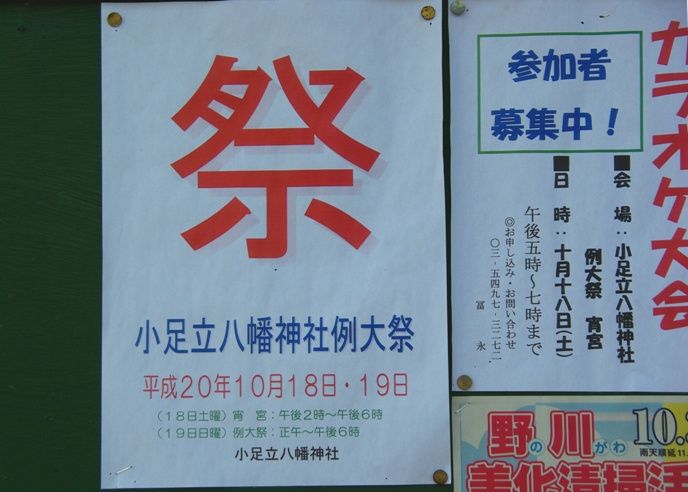 祭
小足立八幡神社例大祭
平成20年10月18日・19日
(18日土曜)宵 宮:午後2時~午後6時
(19日日曜)例大祭:正午~午後6時
小足立八幡神社
カラオケ大会
参加者
募集中!
■会 場:小足立八幡神社
例大祭 宵宮
■日 時:十月十八日(土)
午後五時~七時まで
◎お申し込み・お問い合わせ
〇三-五四九七-三二七二
冨 永
野の川がわ
10.
雨天順延11.
美化清掃活